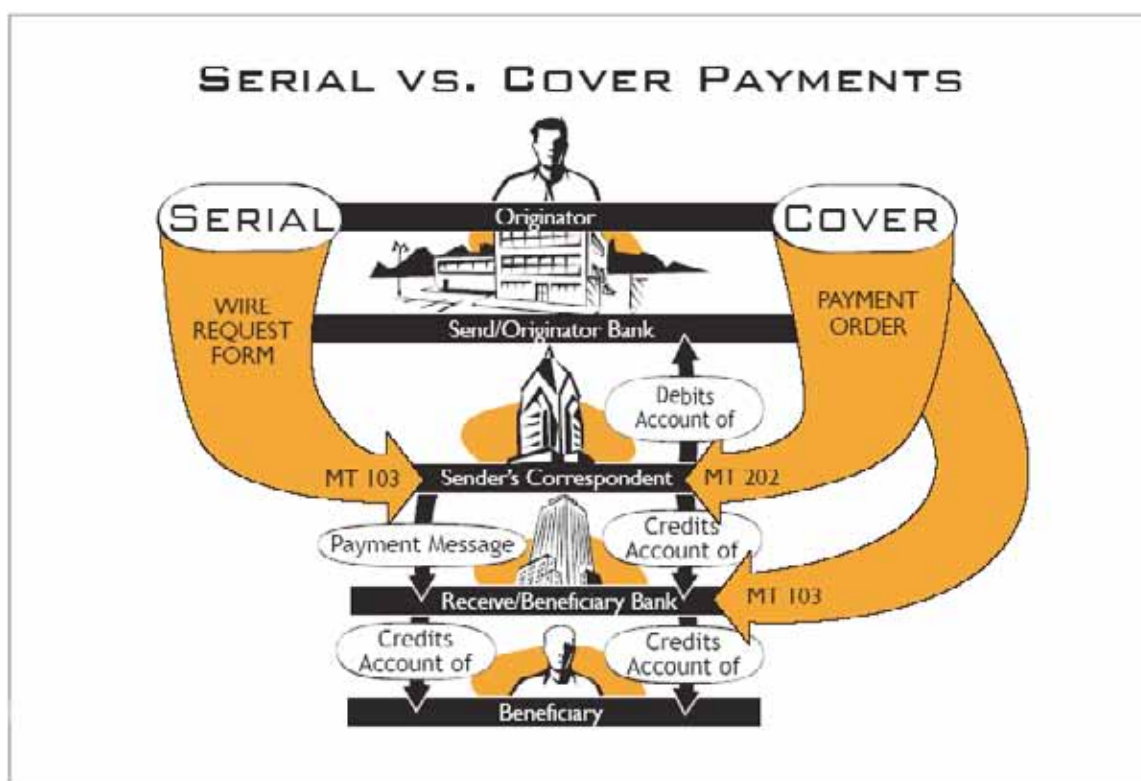 SERIAL VS. COVER PAYMENTS
SERIAL
Originator
COVER
WIRE
REQUEST
FORM
PAYMENT
ORDER
Send/Originator Bank
Debits
Account of
MT 103
Sender's Correspondent
MT 202
Payment Message
Credits
Account of
Receive/Beneficiary Bank
MT 103
Credits
Account of
Credits
Account of
Beneficiary